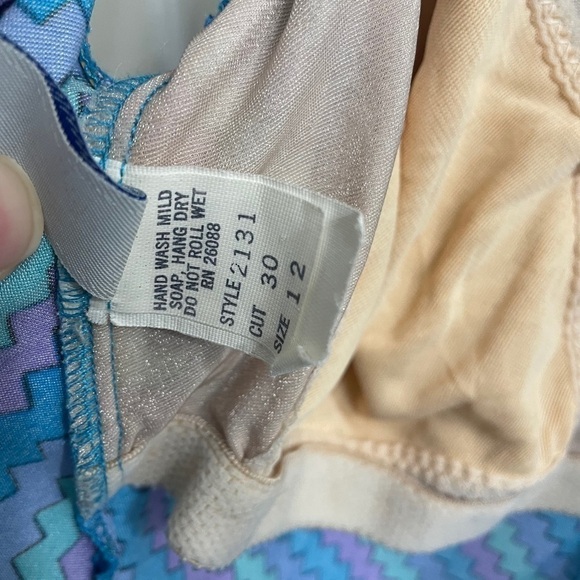 HAND WASH MILD
SOAP, HANG DRY
DO NOT ROLL WET
RN 26088
STYLE 2131
CUT 30
SIZE 12